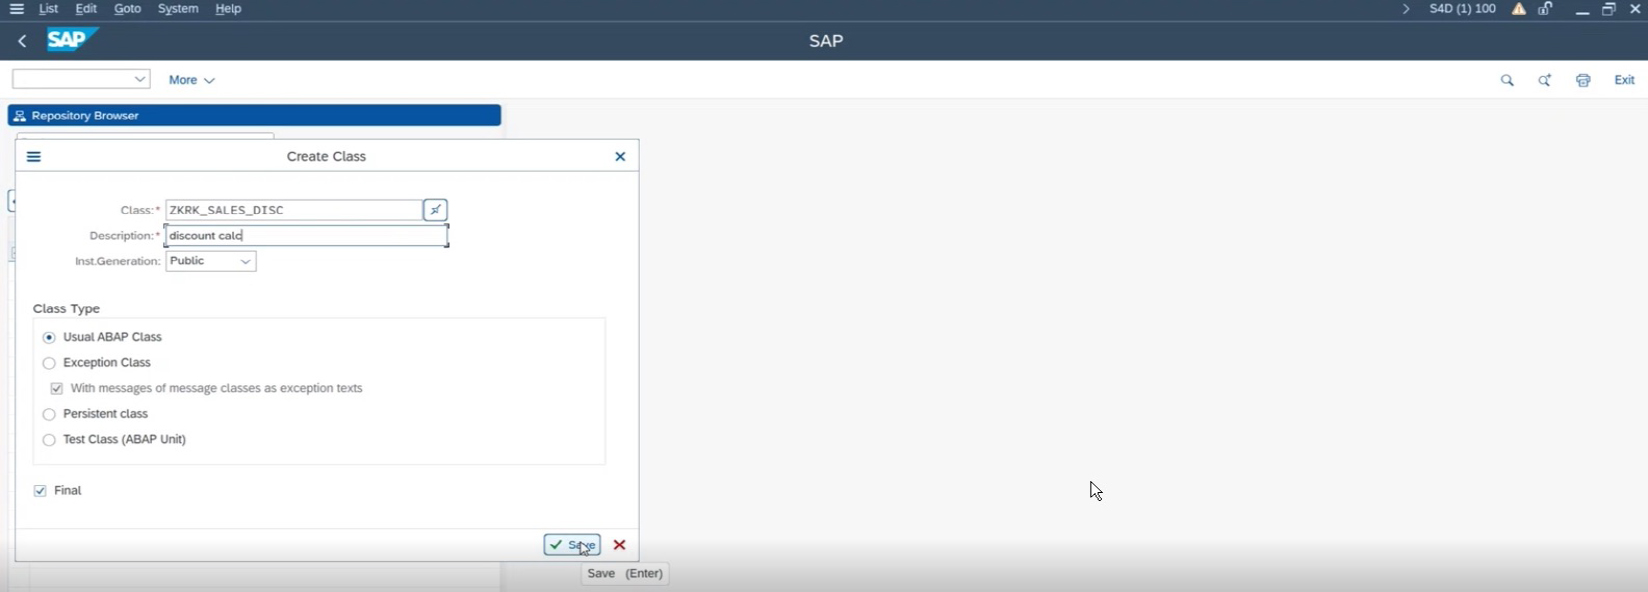 List Edit Goto System Help S4D (1) 100
SAP SAP
More Exit
Repository Browser
Create Class
Class:* ZKRK_SALES_DISC
Description:* discount calc
Inst.Generation: Public
Class Type
Usual ABAP Class
Exception Class
With messages of message classes as exception texts
Persistent class
Test Class (ABAP Unit)
Final
Save
Save (Enter)